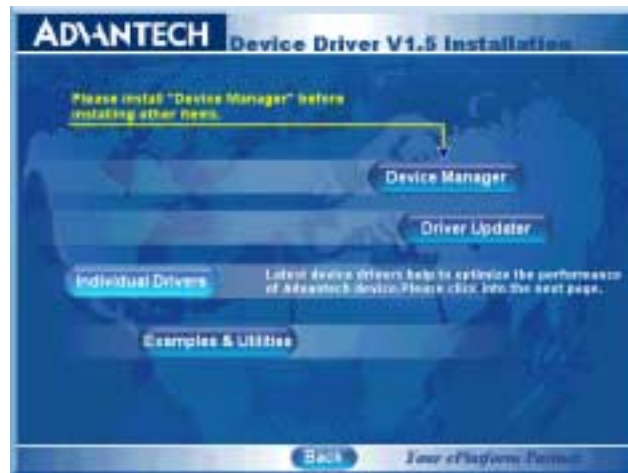 ADVANTECH
Device Driver V1.5 Installation
Please install "Device Manager" before
installing other items.
Device Manager
Driver Updater
Individual Drivers
Latest device drivers help to optimize the performance
of Advantech device.Please click into the next page.
Examples & Utilities
Back
Your ePlatform Partner